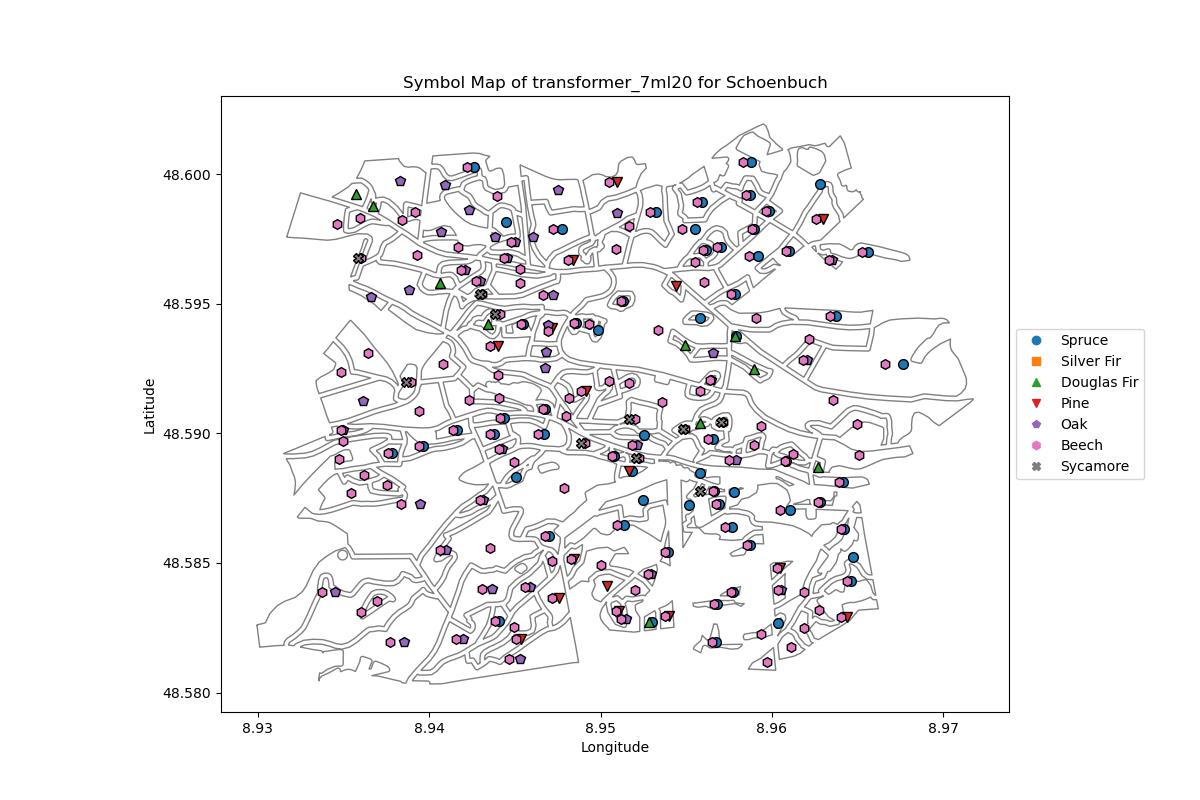 Symbol Map of transformer_7ml20 for Schoenbuch
48.600
48.595
48.590
48.585
48.580
Latitude
8.93
8.94
8.95
8.96
8.97
Longitude
Spruce
Silver Fir
Douglas Fir
Pine
Oak
Beech
Sycamore